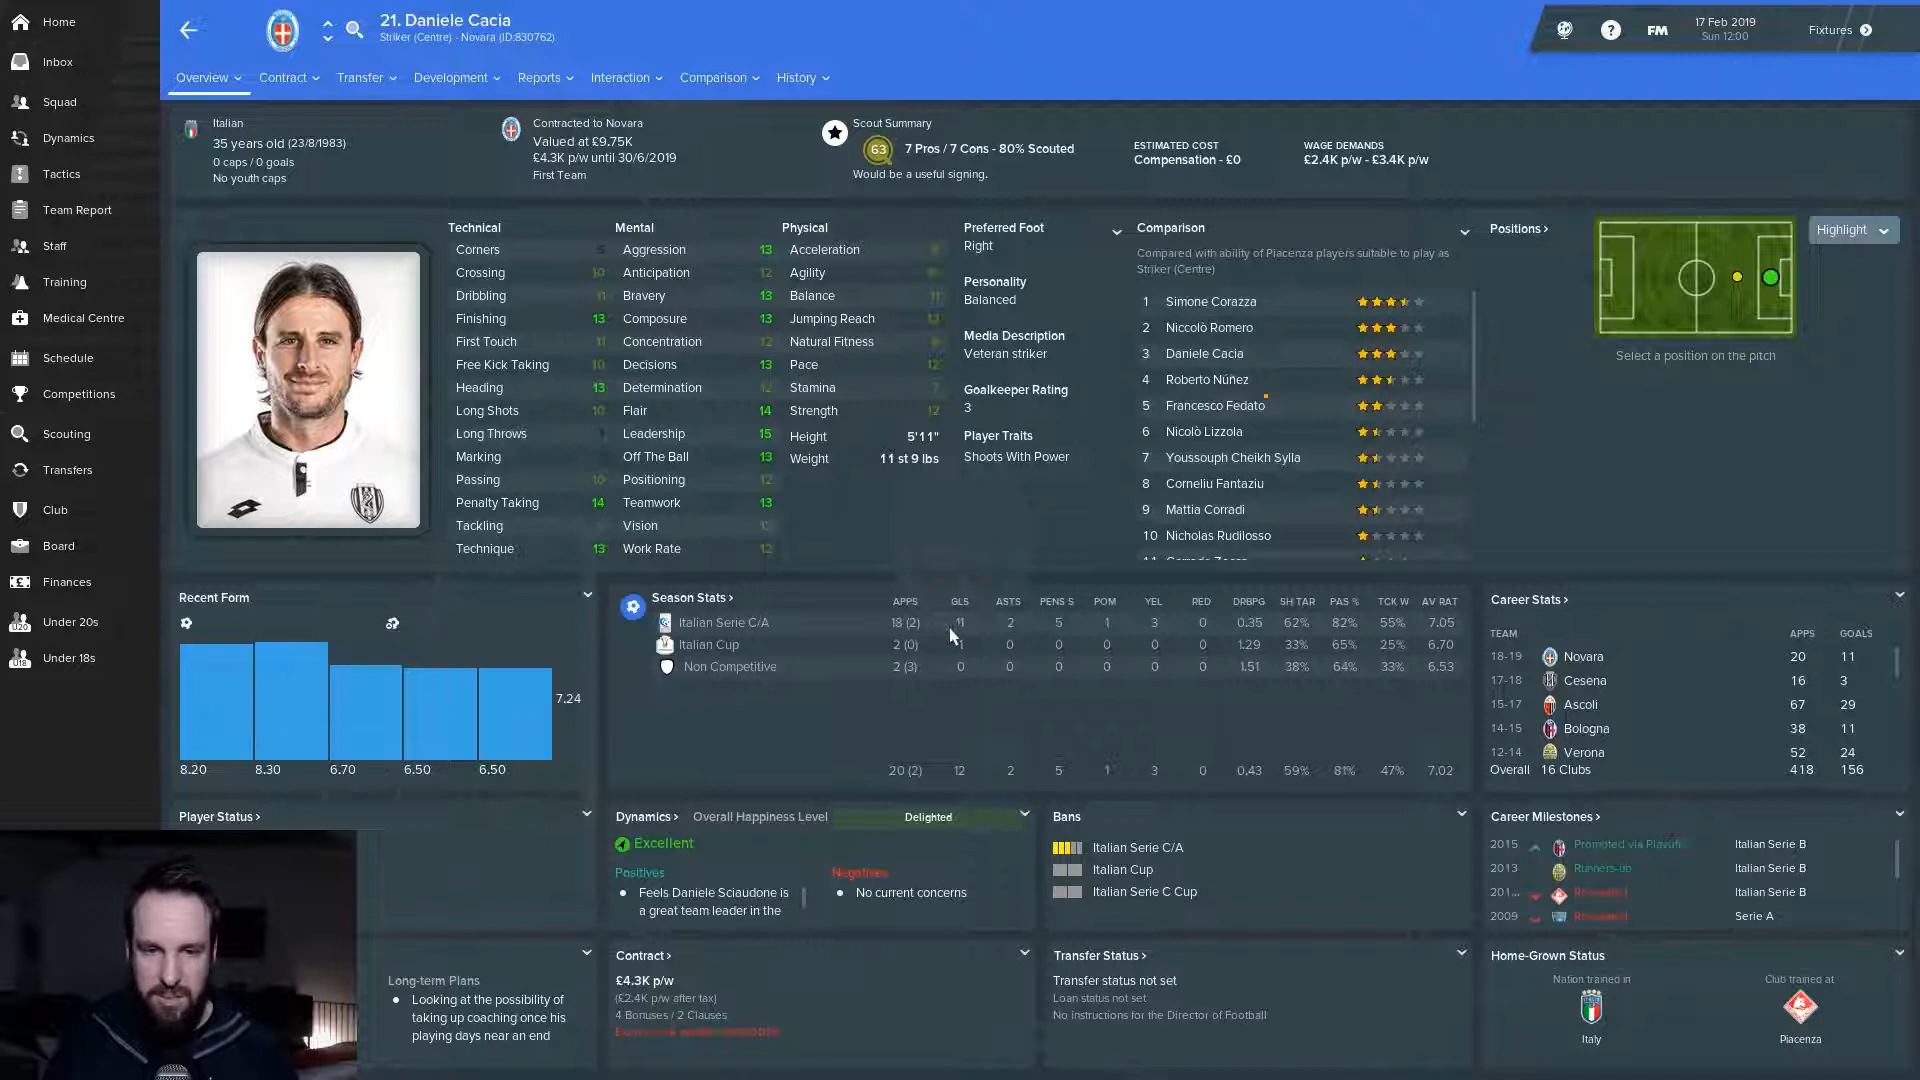 Home
Inbox
Squad
Dynamics
Tactics
Team Report
Staff
Training
Medical Centre
Schedule
Competitions
Scouting
Transfers
Club
Board
Finances
U20 Under 20s
U18 Under 18s
21. Daniele Cacia
Striker (Centre) - Novara (ID:830762)
FM
17 Feb 2019
Sun 12:00
Fixtures
Overview Contract Transfer Development Reports Interaction Comparison History
Italian
35 years old (23/8/1983)
0 caps / 0 goals
No youth caps
Contracted to Novara
Valued at £9.75K
£4.3K p/w until 30/6/2019
First Team
Scout Summary
63 7 Pros / 7 Cons - 80% Scouted
Would be a useful signing.
ESTIMATED COST
Compensation - £0
WAGE DEMANDS
£2.4K p/w - £3.4K p/w
Technical
Corners 5
Crossing 10
Dribbling 11
Finishing 13
First Touch 11
Free Kick Taking 10
Heading 13
Long Shots 10
Long Throws
Marking
Passing 10
Penalty Taking 14
Tackling
Technique 13
Mental
Aggression 13
Anticipation 12
Bravery 13
Composure 13
Concentration 12
Decisions 13
Determination 12
Flair 14
Leadership 15
Off The Ball 13
Positioning 12
Teamwork 13
Vision
Work Rate 12
Physical
Acceleration
Agility
Balance 11
Jumping Reach
Natural Fitness
Pace 12
Stamina 7
Strength 12
Height 5'11"
Weight 11 st 9 lbs
Preferred Foot
Right
Personality
Balanced
Media Description
Veteran striker
Goalkeeper Rating
3
Player Traits
Shoots With Power
Comparison
Compared with ability of Piacenza players suitable to play as
Striker (Centre)
1 Simone Corazza
2 Niccolò Romero
3 Daniele Cacia
4 Roberto Núñez
5 Francesco Fedato
6 Nicolò Lizzola
7 Youssouph Cheikh Sylla
8 Corneliu Fantaziu
9 Mattia Corradi
10 Nicholas Rudilosso
Positions
Highlight
Select a position on the pitch
Recent Form
7.24
8.20 8.30 6.70 6.50 6.50
Season Stats
APPS GLS ASTS PENS S POM YEL RED DRBPG SH TAR PAS % TCK W AV RAT
Italian Serie C/A 18 (2) 11 2 5 1 3 0 0.35 62% 82% 55% 7.05
Italian Cup 2 (0) 1 0 0 0 0 0 1.29 33% 65% 25% 6.70
Non Competitive 2 (3) 0 0 0 0 0 0 1.51 38% 64% 33% 6.53
20 (2) 12 2 5 1 3 0 0.43 59% 81% 47% 7.02
Career Stats
TEAM APPS GOALS
18-19 Novara 20 11
17-18 Cesena 16 3
15-17 Ascoli 67 29
14-15 Bologna 38 11
12-14 Verona 52 24
Overall 16 Clubs 418 156
Player Status
Long-term Plans
Looking at the possibility of
taking up coaching once his
playing days near an end
Dynamics Overall Happiness Level Delighted
Excellent
Positives
Feels Daniele Sciaudone is
a great team leader in the
Negatives
No current concerns
Bans
Italian Serie C/A
Italian Cup
Italian Serie C Cup
Career Milestones
2015 Promoted via Playoffs Italian Serie B
2013 Runners-up Italian Serie B
201... Relegated Italian Serie B
2009 Relegated Serie A
Contract
£4.3K p/w
(£2.4K p/w after tax)
4 Bonuses / 2 Clauses
Transfer Status
Transfer status not set
Loan status not set
No instructions for the Director of Football
Home-Grown Status
Nation trained in
Italy
Club trained at
Piacenza